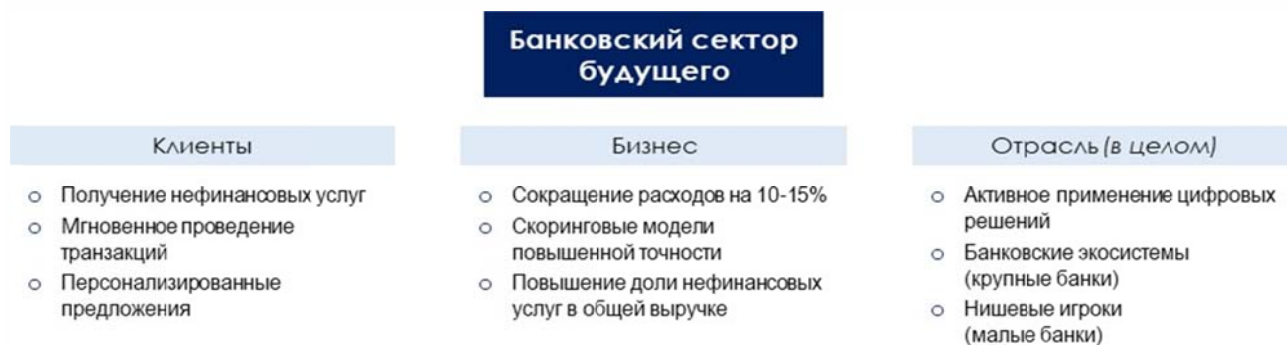 Банковский сектор
будущего
Клиенты
Получение нефинансовых услуг
Мгновенное проведение
транзакций
Персонализированные
предложения
Бизнес
Сокращение расходов на 10-15%
Скоринговые модели
повышенной точности
Повышение доли нефинансовых
услуг в общей выручке
Отрасль (в целом)
Активное применение цифровых
решений
Банковские экосистемы
(крупные банки)
Нишевые игроки
(малые банки)